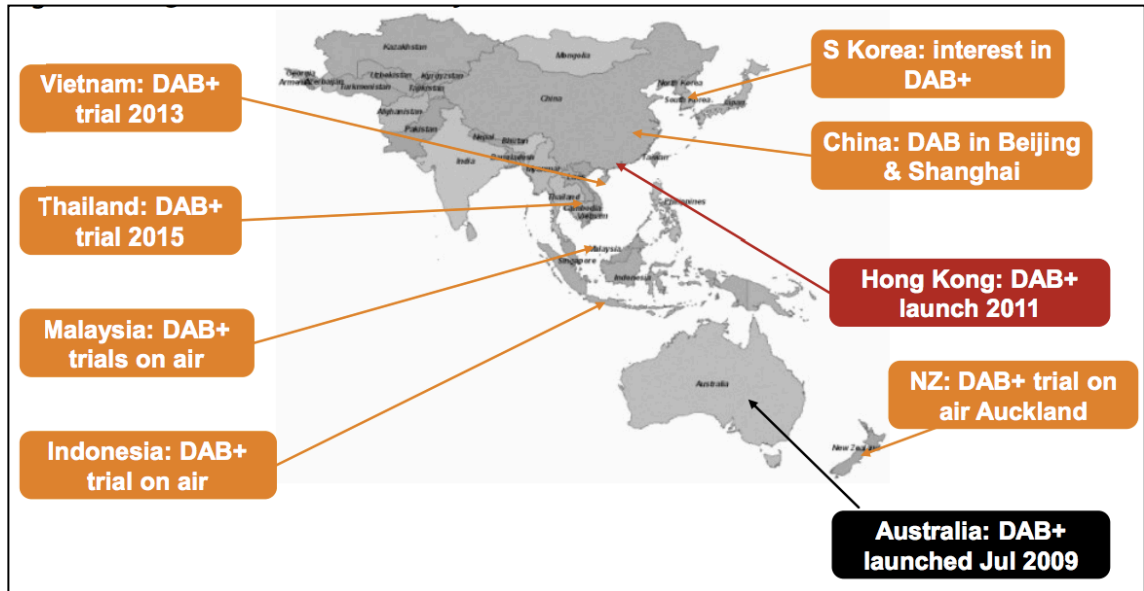 Kazakhstan
Mongolia
Georgia
Uzbekistan
Kyrgyzstan
Turkmenistan
Tajikistan
China
North Korea
South Korea
Japan
Afghanistan
Pakistan
Nepal
Bhutan
India
Bangladesh
Taiwan
Thailand
Cambodia
Vietnam
Philippines
Malaysia
Singapore
Indonesia
Australia
New Zealand
Vietnam: DAB+
trial 2013
Thailand: DAB+
trial 2015
Malaysia: DAB+
trials on air
Indonesia: DAB+
trial on air
S Korea: interest in
DAB+
China: DAB in Beijing
& Shanghai
Hong Kong: DAB+
launch 2011
NZ: DAB+ trial on
air Auckland
Australia: DAB+
launched Jul 2009